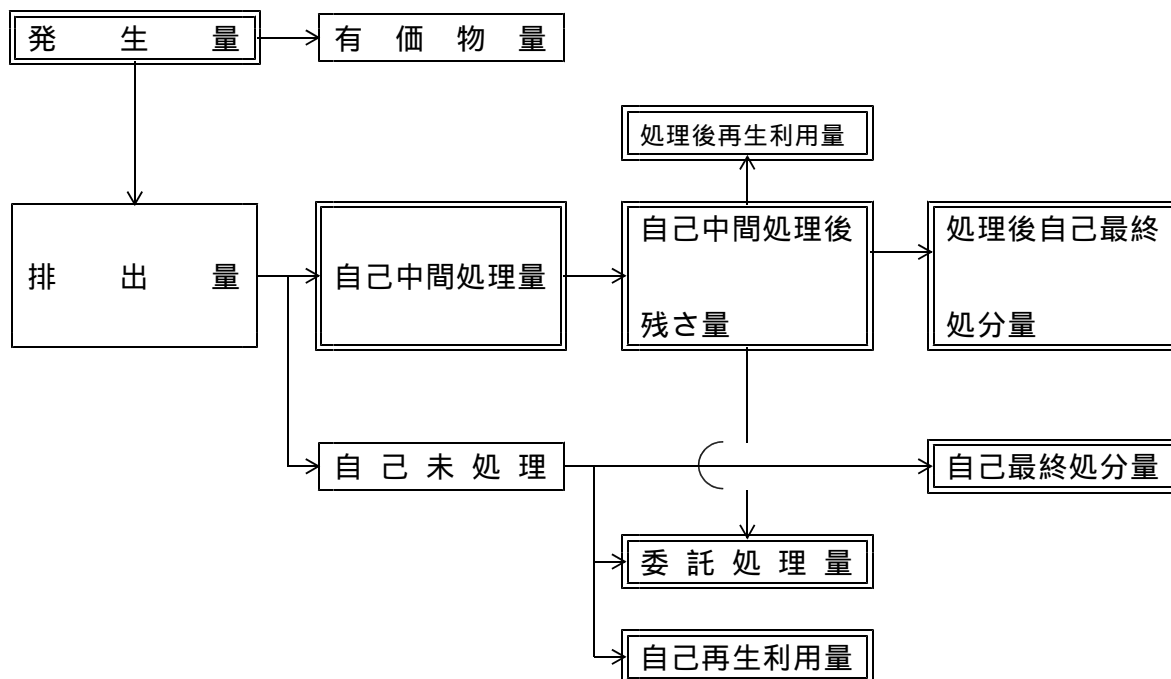 発生量
有価物量
処理後再生利用量
排出量
自己中間処理量
自己中間処理後
残さ量
処理後自己最終
処分量
自己未処理
自己最終処分量
委託処理量
自己再生利用量